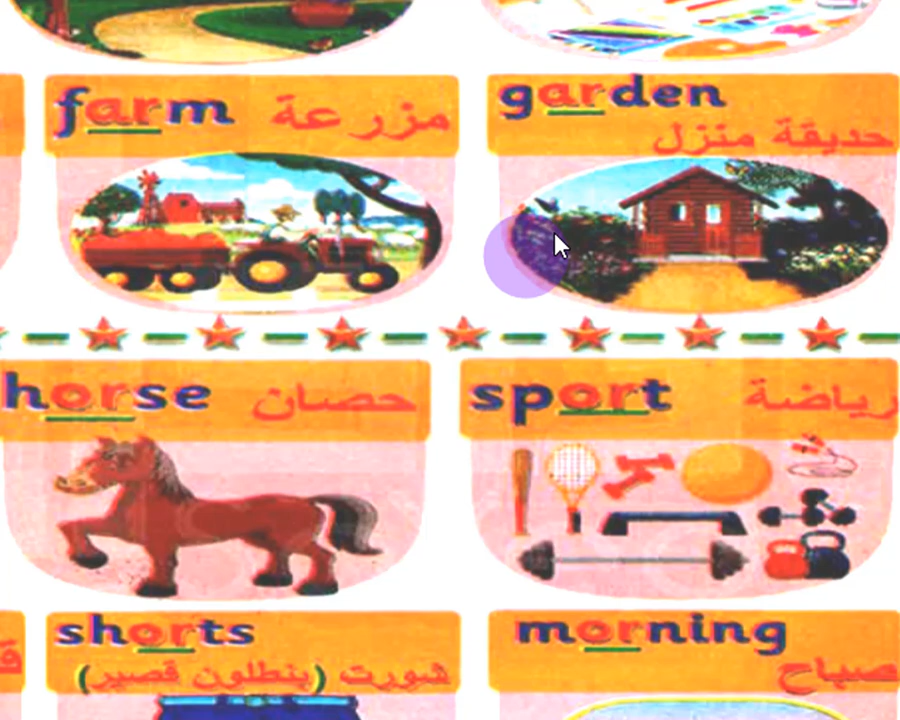 farm مزرعة
garden
حديقة منزل
horse حصان
sport رياضة
shorts
شورت (بنطلون قصير)
morning
صباح